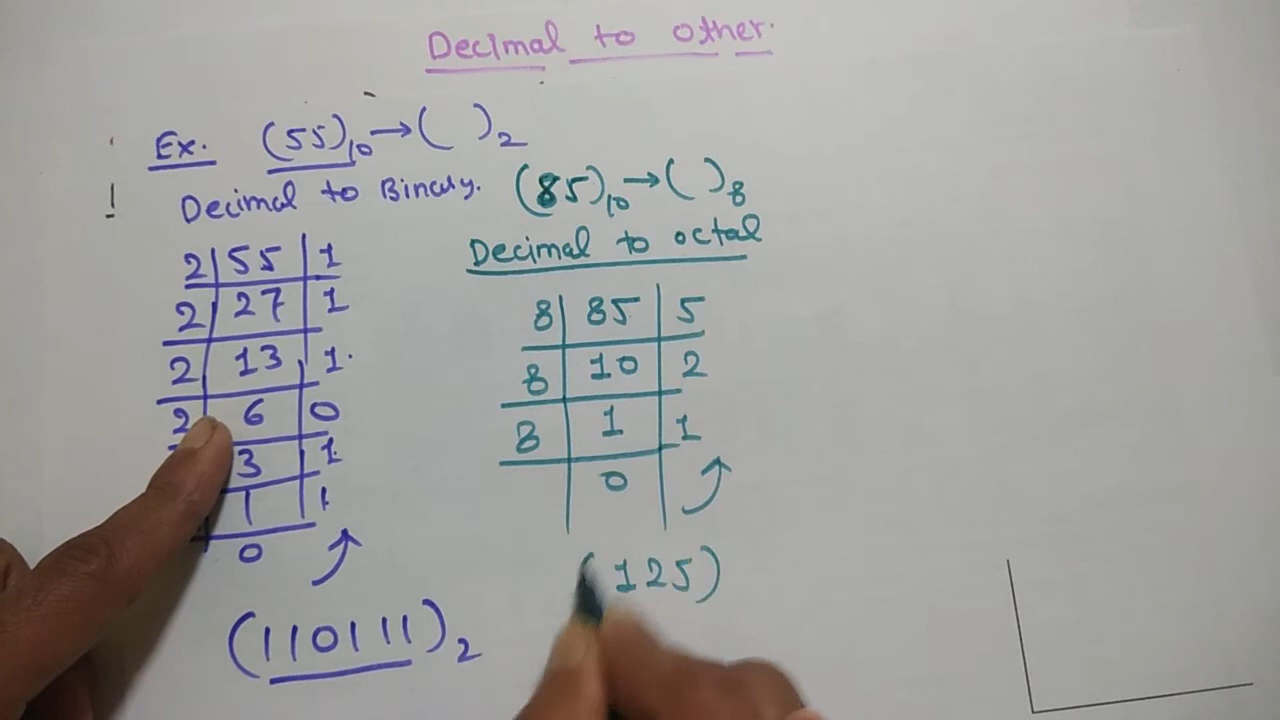 Decimal to Other.
Ex. (55)10→( )2
Decimal to Binary.
2 55 1
2 27 1
2 13 1.
2 6 0
3 1
1 1
0
(110111)2
(85)10→( )8
Decimal to octal
8 85 5
8 10 2
8 1 1
0
(125)